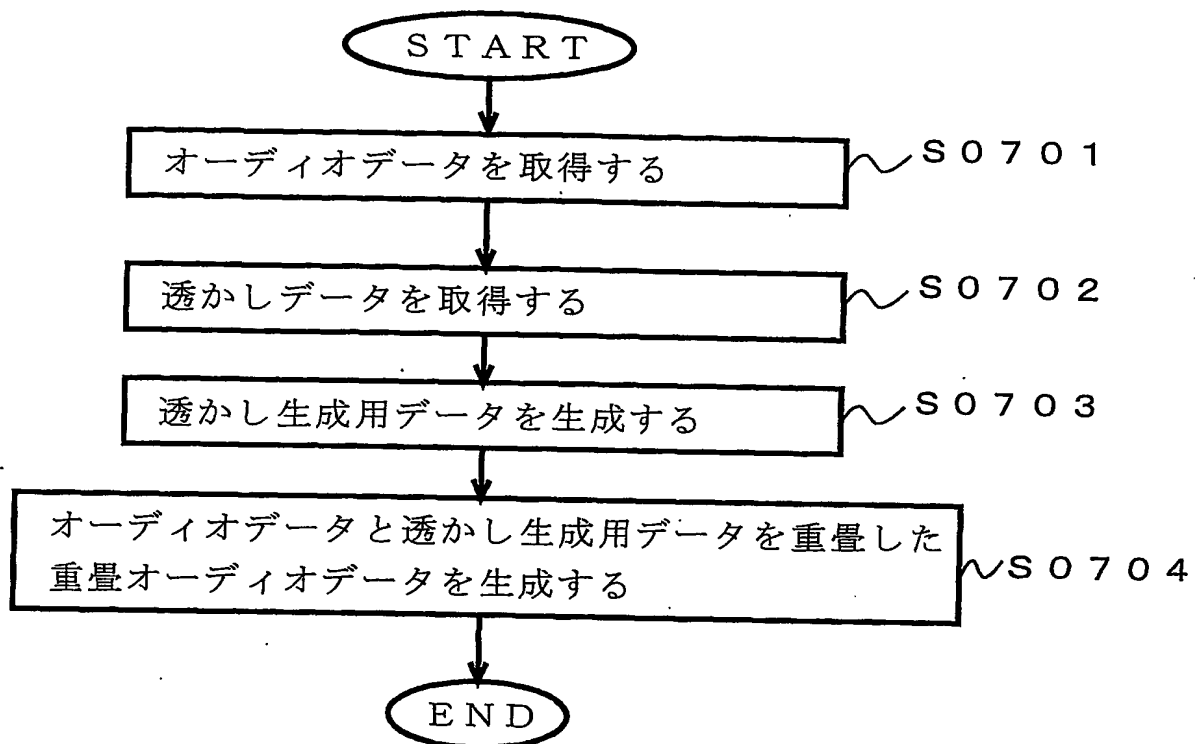 START
オーディオデータを取得する
S0701
透かしデータを取得する
S0702
透かし生成用データを生成する
S0703
オーディオデータと透かし生成用データを重畳した
重畳オーディオデータを生成する
S0704
END